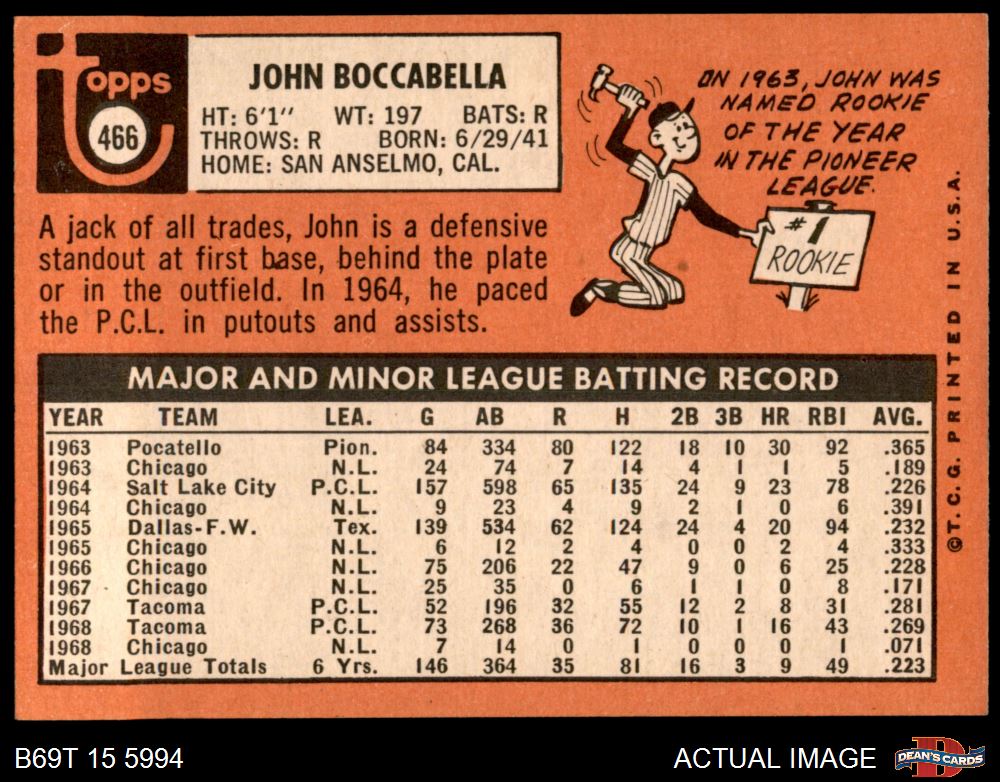 Topps
466
JOHN BOCCABELLA
HT: 6'1" WT: 197 BATS: R
THROWS: R BORN: 6/29/41
HOME: SAN ANSELMO, CAL.
ON 1963, JOHN WAS
NAMED ROOKIE
OF THE YEAR
IN THE PIONEER
LEAGUE.
#1
ROOKIE
A jack of all trades, John is a defensive
standout at first base, behind the plate
or in the outfield. In 1964, he paced
the P.C.L. in putouts and assists.
MAJOR AND MINOR LEAGUE BATTING RECORD
YEAR TEAM LEA. G AB R H 2B 3B HR RBI AVG.
1963 Pocatello Pion. 84 334 80 122 18 10 30 92 .365
1963 Chicago N.L. 24 74 7 14 4 1 1 5 .189
1964 Salt Lake City P.C.L. 157 598 65 135 24 9 23 78 .226
1964 Chicago N.L. 9 23 4 9 2 1 0 6 .391
1965 Dallas-F.W. Tex. 139 534 62 124 24 4 20 94 .232
1965 Chicago N.L. 6 12 2 4 0 0 2 4 .333
1966 Chicago N.L. 75 206 22 47 9 0 6 25 .228
1967 Chicago N.L. 25 35 0 6 1 1 0 8 .171
1967 Tacoma P.C.L. 52 196 32 55 12 2 8 31 .281
1968 Tacoma P.C.L. 73 268 36 72 10 1 16 43 .269
1968 Chicago N.L. 7 14 0 1 0 0 0 1 .071
Major League Totals 6 Yrs. 146 364 35 81 16 3 9 49 .223
©T.C.G. PRINTED IN U.S.A.
B69T 15 5994
ACTUAL IMAGE
D
DEAN'S CARDS